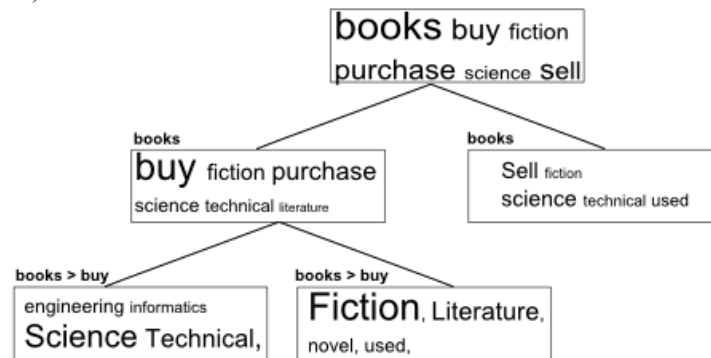 books buy fiction
purchase science sell
books
buy fiction purchase
science technical literature
books
Sell fiction
science technical used
books > buy
engineering informatics
Science Technical,
books > buy
Fiction, Literature,
novel, used,